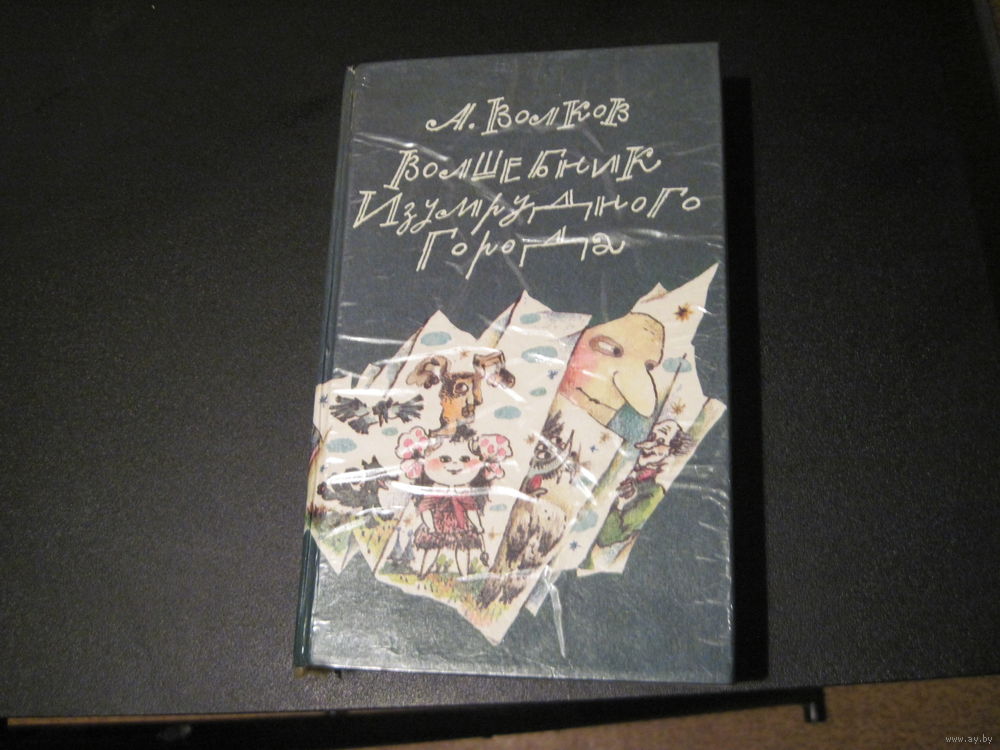 А. Волков
Волшебник
Изумрудного
Города
www.ay.by